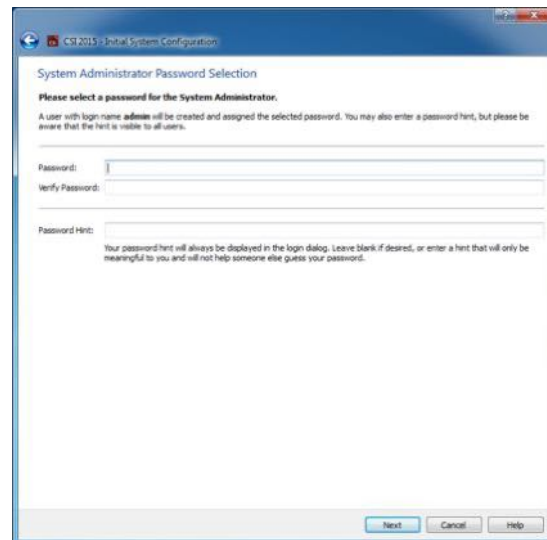 CSI 2015 - Initial System Configuration
System Administrator Password Selection
Please select a password for the System Administrator.
A user with login name admin will be created and assigned the selected password. You may also enter a password hint, but please be
aware that the hint is visible to all users.
Password:
Verify Password:
Password Hint:
Your password hint will always be displayed in the login dialog. Leave blank if desired, or enter a hint that will only be
meaningful to you and will not help someone else guess your password.
Next Cancel Help